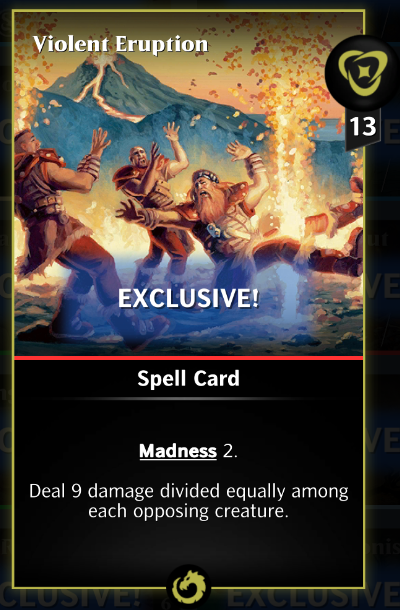 Violent Eruption
13
EXCLUSIVE!
Spell Card
Madness 2.
Deal 9 damage divided equally among
each opposing creature.